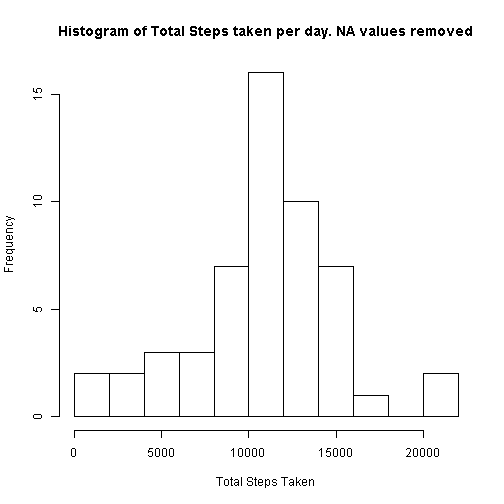 Histogram of Total Steps taken per day. NA values removed
15
10
5
0
Frequency
0 5000 10000 15000 20000
Total Steps Taken